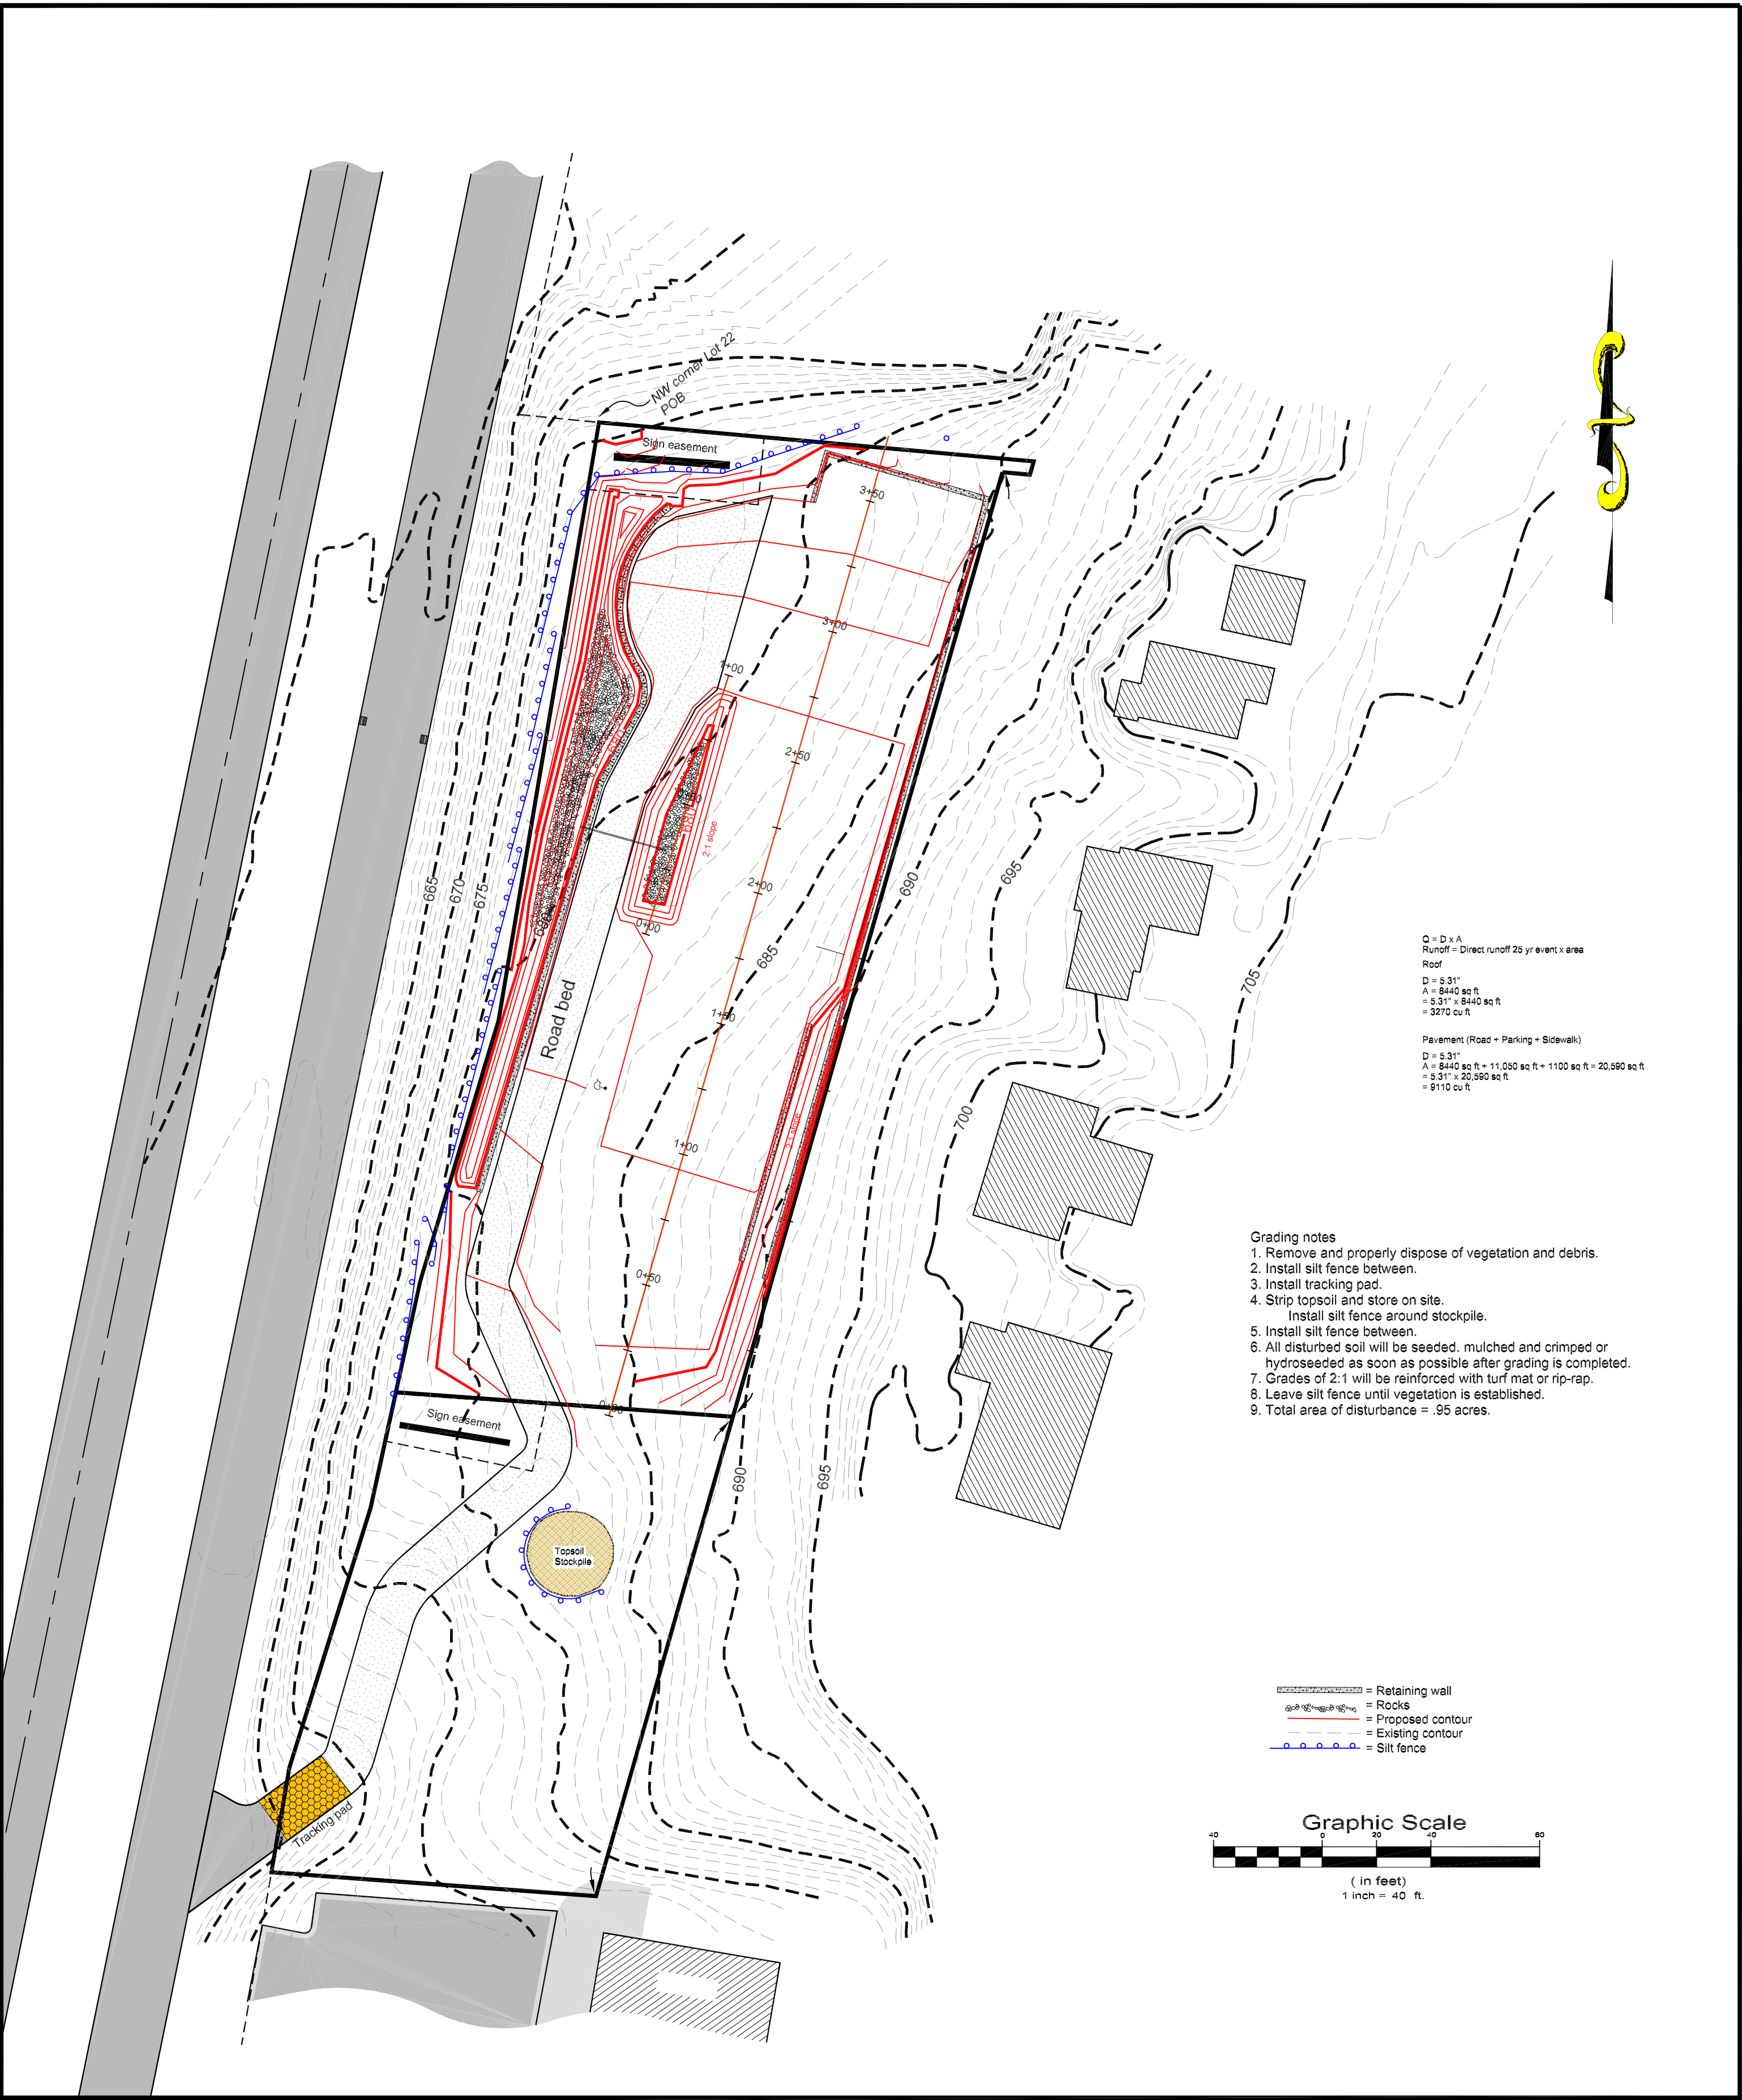 NW corner Lot 22
POB
Sign easement
3+50
3+00
1+00
2+50
680
680
2:1 slope
2+00
0+00
690
695
665
670
675
680
685
Road bed
1+50
705
700
1+00
2:1 slope
0+50
0+00
Sign easement
690
695
Topsoil
Stockpile
Tracking pad
Q = D x A
Runoff = Direct runoff 25 yr event x area
Roof
D = 5.31"
A = 8440 sq ft
= 5.31" x 8440 sq ft
= 3270 cu ft
Pavement (Road + Parking + Sidewalk)
D = 5.31"
A = 8440 sq ft + 11,050 sq ft + 1100 sq ft = 20,590 sq ft
= 5.31" x 20,590 sq ft
= 9110 cu ft
Grading notes
1. Remove and properly dispose of vegetation and debris.
2. Install silt fence between.
3. Install tracking pad.
4. Strip topsoil and store on site.
Install silt fence around stockpile.
5. Install silt fence between.
6. All disturbed soil will be seeded. mulched and crimped or
hydroseeded as soon as possible after grading is completed.
7. Grades of 2:1 will be reinforced with turf mat or rip-rap.
8. Leave silt fence until vegetation is established.
9. Total area of disturbance = .95 acres.
= Retaining wall
= Rocks
= Proposed contour
= Existing contour
= Silt fence
Graphic Scale
40 0 20 40 80
( in feet)
1 inch = 40 ft.